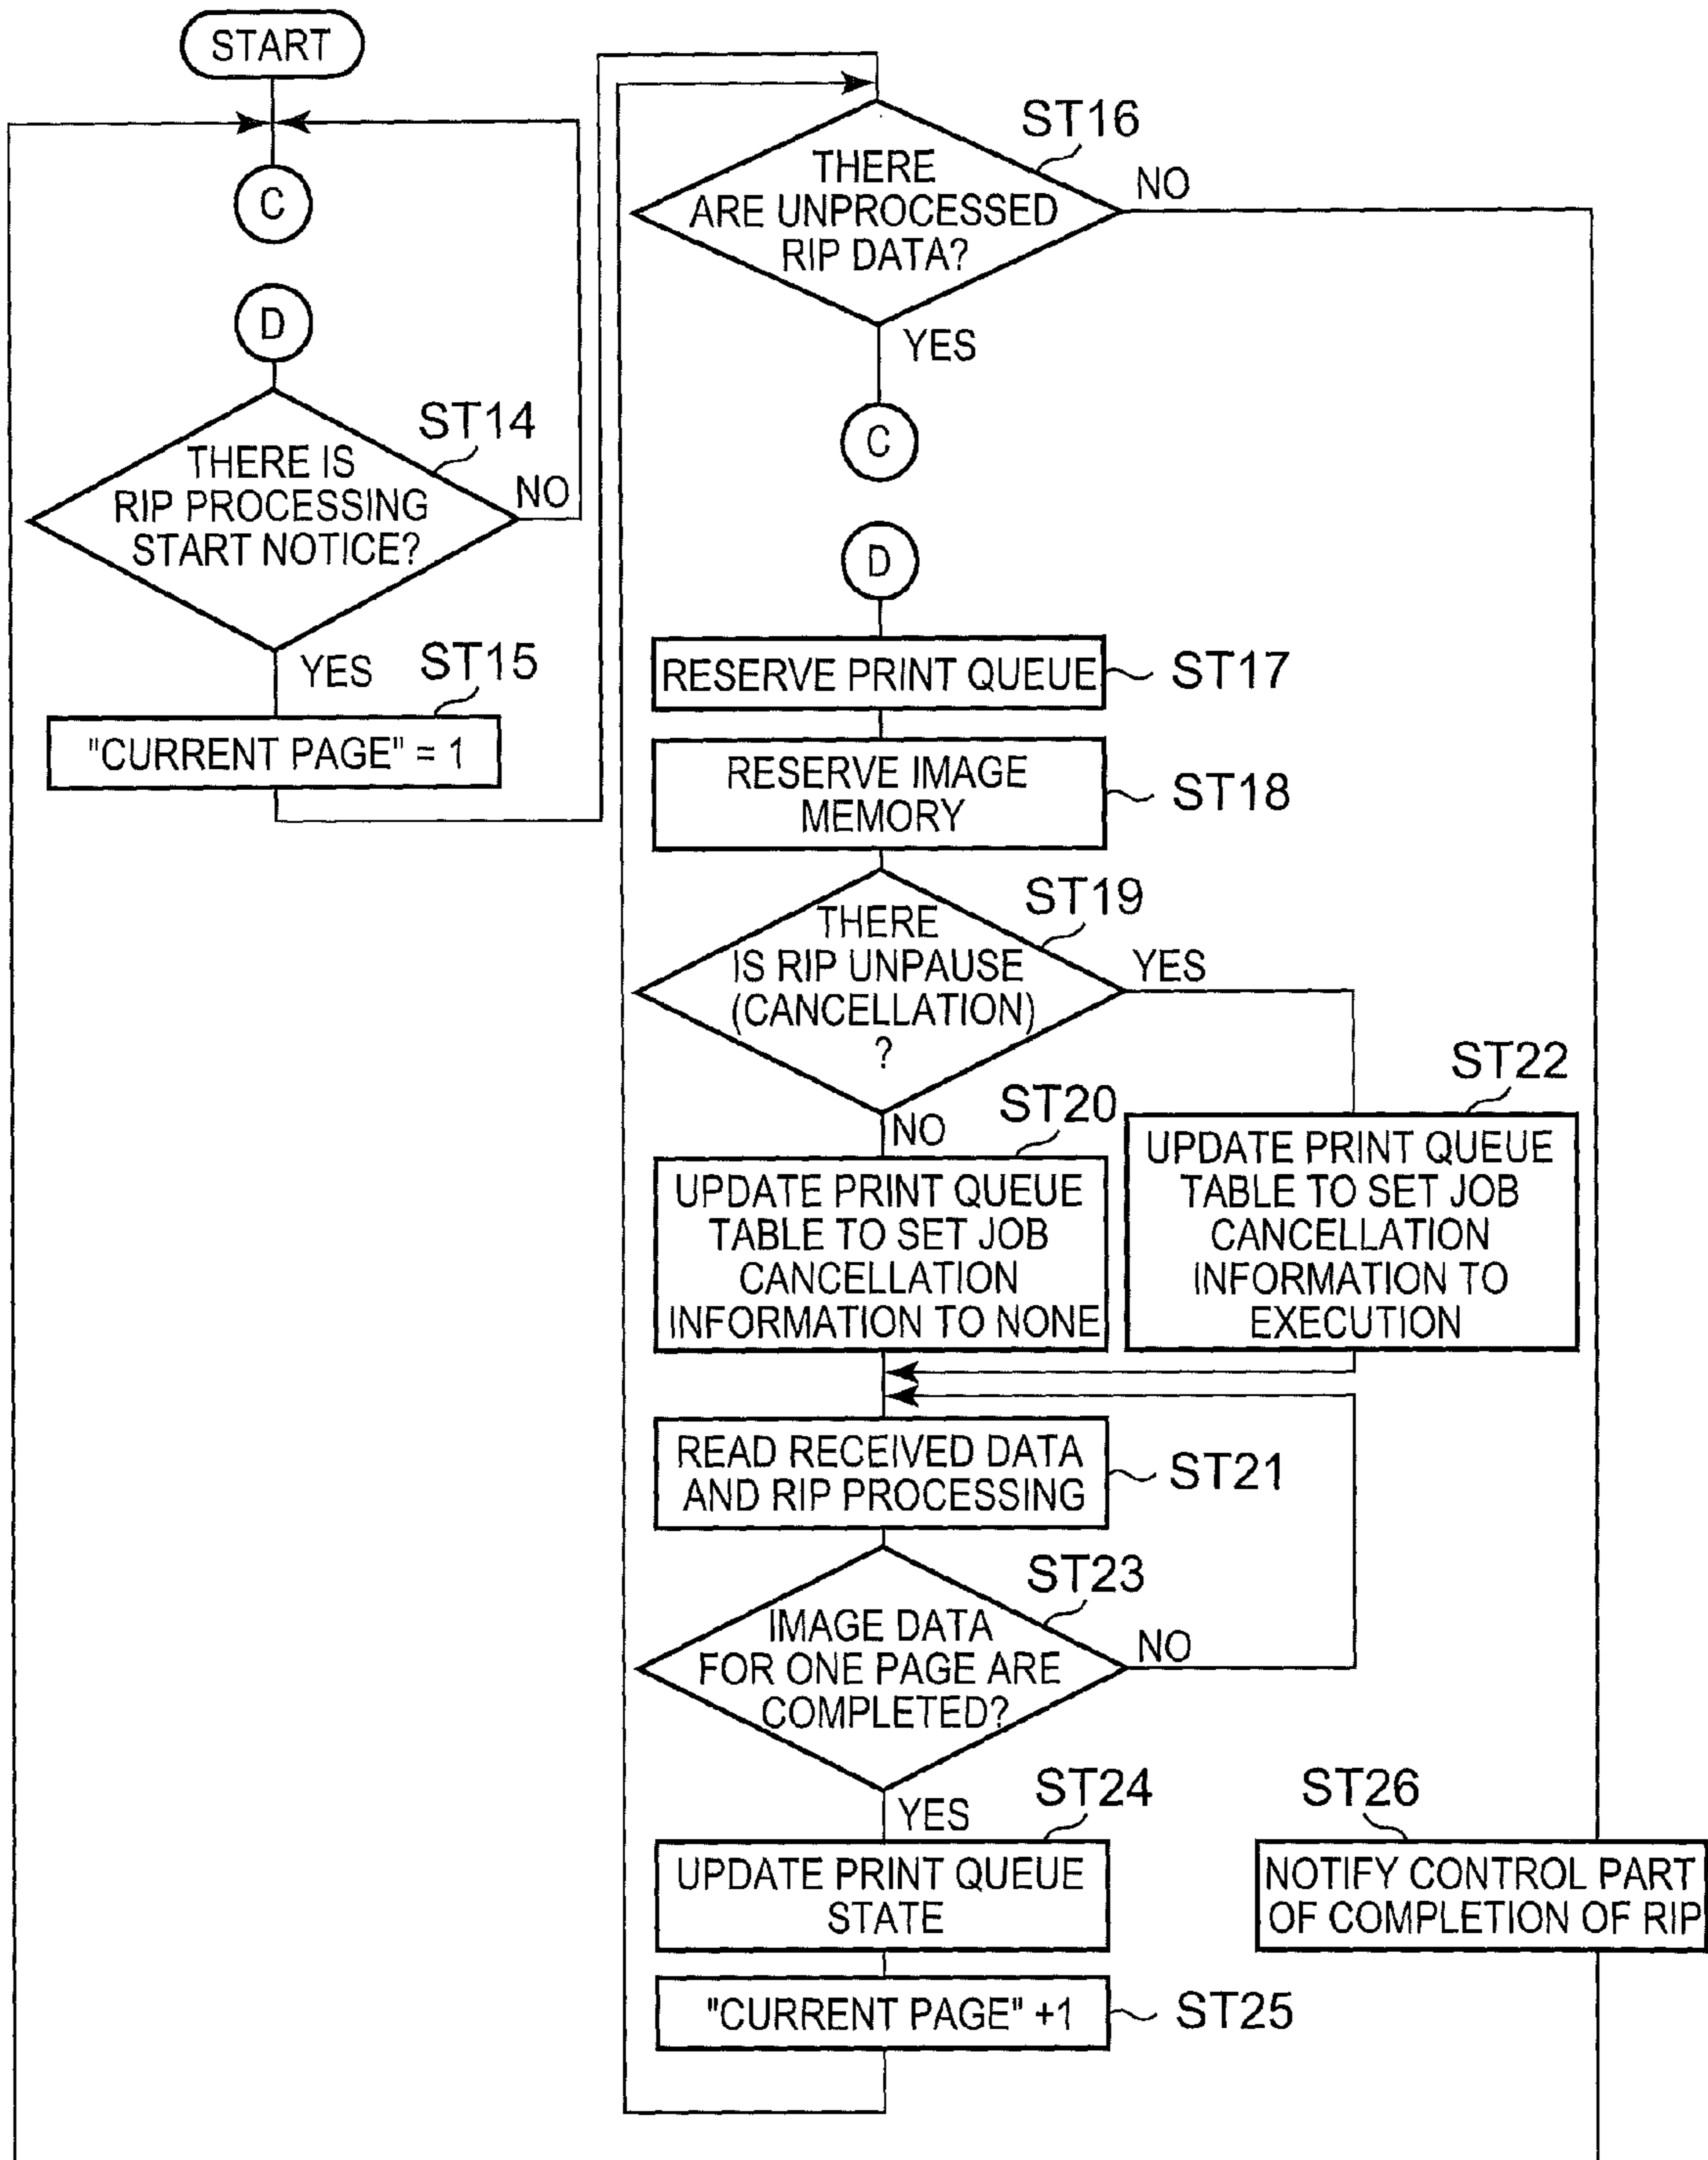 START
C
D
ST14
THERE IS
RIP PROCESSING
START NOTICE?
NO
YES
ST15
"CURRENT PAGE" = 1
ST16
THERE
ARE UNPROCESSED
RIP DATA?
NO
YES
C
D
RESERVE PRINT QUEUE
ST17
RESERVE IMAGE
MEMORY
ST18
ST19
THERE
IS RIP UNPAUSE
(CANCELLATION)
?
YES
NO
ST20
UPDATE PRINT QUEUE
TABLE TO SET JOB
CANCELLATION
INFORMATION TO NONE
ST22
UPDATE PRINT QUEUE
TABLE TO SET JOB
CANCELLATION
INFORMATION TO
EXECUTION
READ RECEIVED DATA
AND RIP PROCESSING
ST21
ST23
IMAGE DATA
FOR ONE PAGE ARE
COMPLETED?
NO
YES
ST24
UPDATE PRINT QUEUE
STATE
"CURRENT PAGE" +1
ST25
ST26
NOTIFY CONTROL PART
OF COMPLETION OF RIP